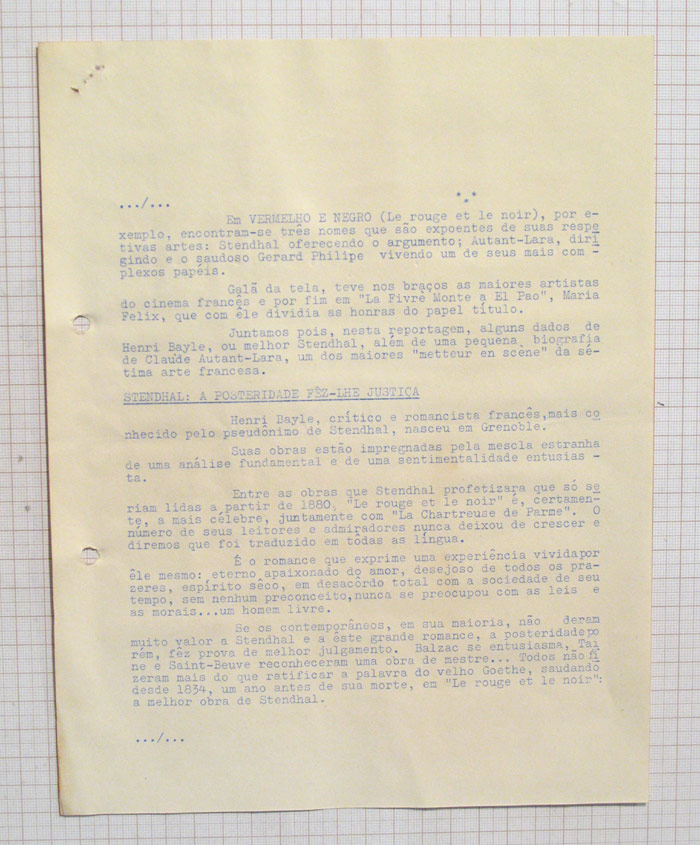 .../...
Em VERMELHO E NEGRO (Le rouge et le noir), por e-
xemplo, encontram-se três nomes que são expoentes de suas respe
tivas artes: Stendhal oferecendo o argumento; Autant-Lara, diri
gindo e o saudoso Gerard Philipe vivendo um de seus mais com -
plexos papéis.
Galã da tela, teve nos braços as maiores artistas
do cinema francês e por fim em "La Fivre Monte a El Pao", Maria
Felix, que com êle dividia as honras do papel título.
Juntamos pois, nesta reportagem, alguns dados de
Henri Bayle, ou melhor Stendhal, além de uma pequena biografia
de Claude Autant-Lara, um dos maiores "metteur en scene" da sé-
tima arte francesa.
STENDHAL: A POSTERIDADE FÊZ-LHE JUSTIÇA
Henri Bayle, crítico e romancista francês,mais co
nhecido pelo pseudônimo de Stendhal, nasceu em Grenoble.
Suas obras estão impregnadas pela mescla estranha
de uma análise fundamental e de uma sentimentalidade entusias -
ta.
Entre as obras que Stendhal profetizara que só se
riam lidas a partir de 1880, "Le rouge et le noir" é, certamen-
te, a mais célebre, juntamente com "La Chartreuse de Parme". O
número de seus leitores e admiradores nunca deixou de crescer e
diremos que foi traduzido em tôdas as língua.
É o romance que exprime uma experiência vividapor
êle mesmo: eterno apaixonado do amor, desejoso de todos os pra-
zeres, espírito sêco, em desacôrdo total com a sociedade de seu
tempo, sem nenhum preconceito,nunca se preocupou com as leis e
as morais...um homem livre.
Se os contemporâneos, em sua maioria, não deram
muito valor a Stendhal e a êste grande romance, a posteridadepo
rém, fêz prova de melhor julgamento. Balzac se entusiasma, Tai
ne e Saint-Beuve reconheceram uma obra de mestre... Todos não fi
zeram mais do que ratificar a palavra do velho Goethe, saudando
desde 1834, um ano antes de sua morte, em "Le rouge et le noir":
a melhor obra de Stendhal.
.../...